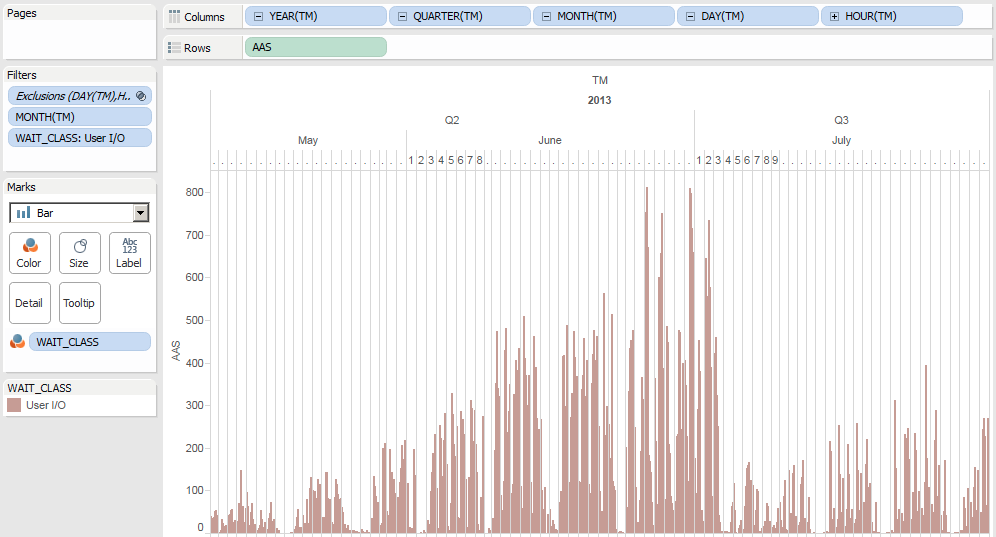 Pages
Columns
YEAR(TM)
QUARTER(TM)
MONTH(TM)
DAY(TM)
HOUR(TM)
Rows
AAS
Filters
Exclusions (DAY(TM),H..
MONTH(TM)
WAIT_CLASS: User I/O
Marks
Bar
Color
Size
Abc
123
Label
Detail
Tooltip
WAIT_CLASS
WAIT_CLASS
User I/O
TM
2013
Q2
Q3
May
June
July
. . . . . . . . . . . . . . . . . . . . 1 2 3 4 5 6 7 8 . . . . . . . . . . . . . . . . . . . . . . 1 2 3 4 5 6 7 8 9 . . . . . . . . . . . . . . . . . . . . . .
AAS
800
700
600
500
400
300
200
100
0